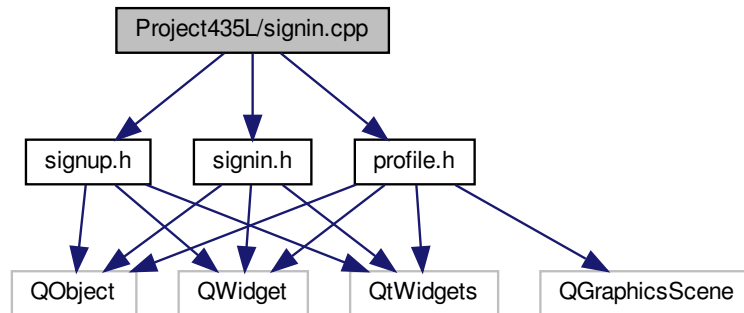 Project435L/signin.cpp
signup.h
signin.h
profile.h
QObject
QWidget
QtWidgets
QGraphicsScene